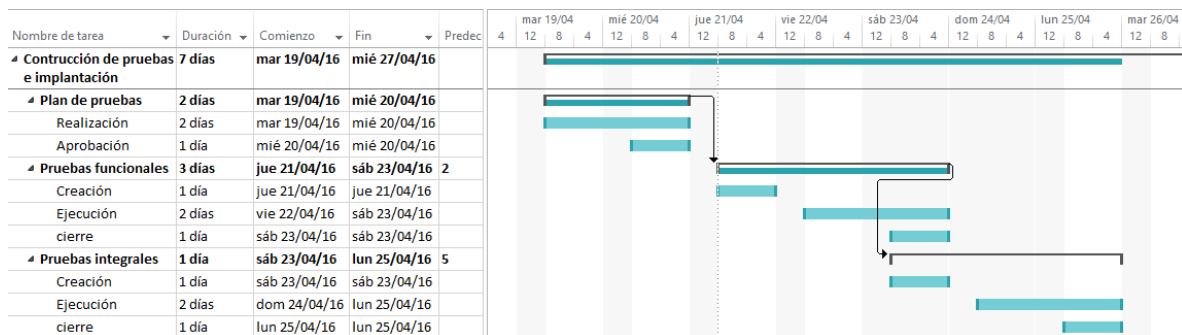 mar 19/04 mié 20/04 jue 21/04 vie 22/04 sáb 23/04 dom 24/04 lun 25/04 mar 26/04
Nombre de tarea Duración Comienzo Fin Predec 4 12 8 4 12 8 4 12 8 4 12 8 4 12 8 4 12 8 4 12 8 4 12 8
Contrucción de pruebas 7 días mar 19/04/16 mié 27/04/16
e implantación
Plan de pruebas 2 días mar 19/04/16 mié 20/04/16
Realización 2 días mar 19/04/16 mié 20/04/16
Aprobación 1 día mié 20/04/16 mié 20/04/16
Pruebas funcionales 3 días jue 21/04/16 sáb 23/04/16 2
Creación 1 día jue 21/04/16 jue 21/04/16
Ejecución 2 días vie 22/04/16 sáb 23/04/16
cierre 1 día sáb 23/04/16 sáb 23/04/16
Pruebas integrales 1 día sáb 23/04/16 lun 25/04/16 5
Creación 1 día sáb 23/04/16 sáb 23/04/16
Ejecución 2 días dom 24/04/16 lun 25/04/16
cierre 1 día lun 25/04/16 lun 25/04/16